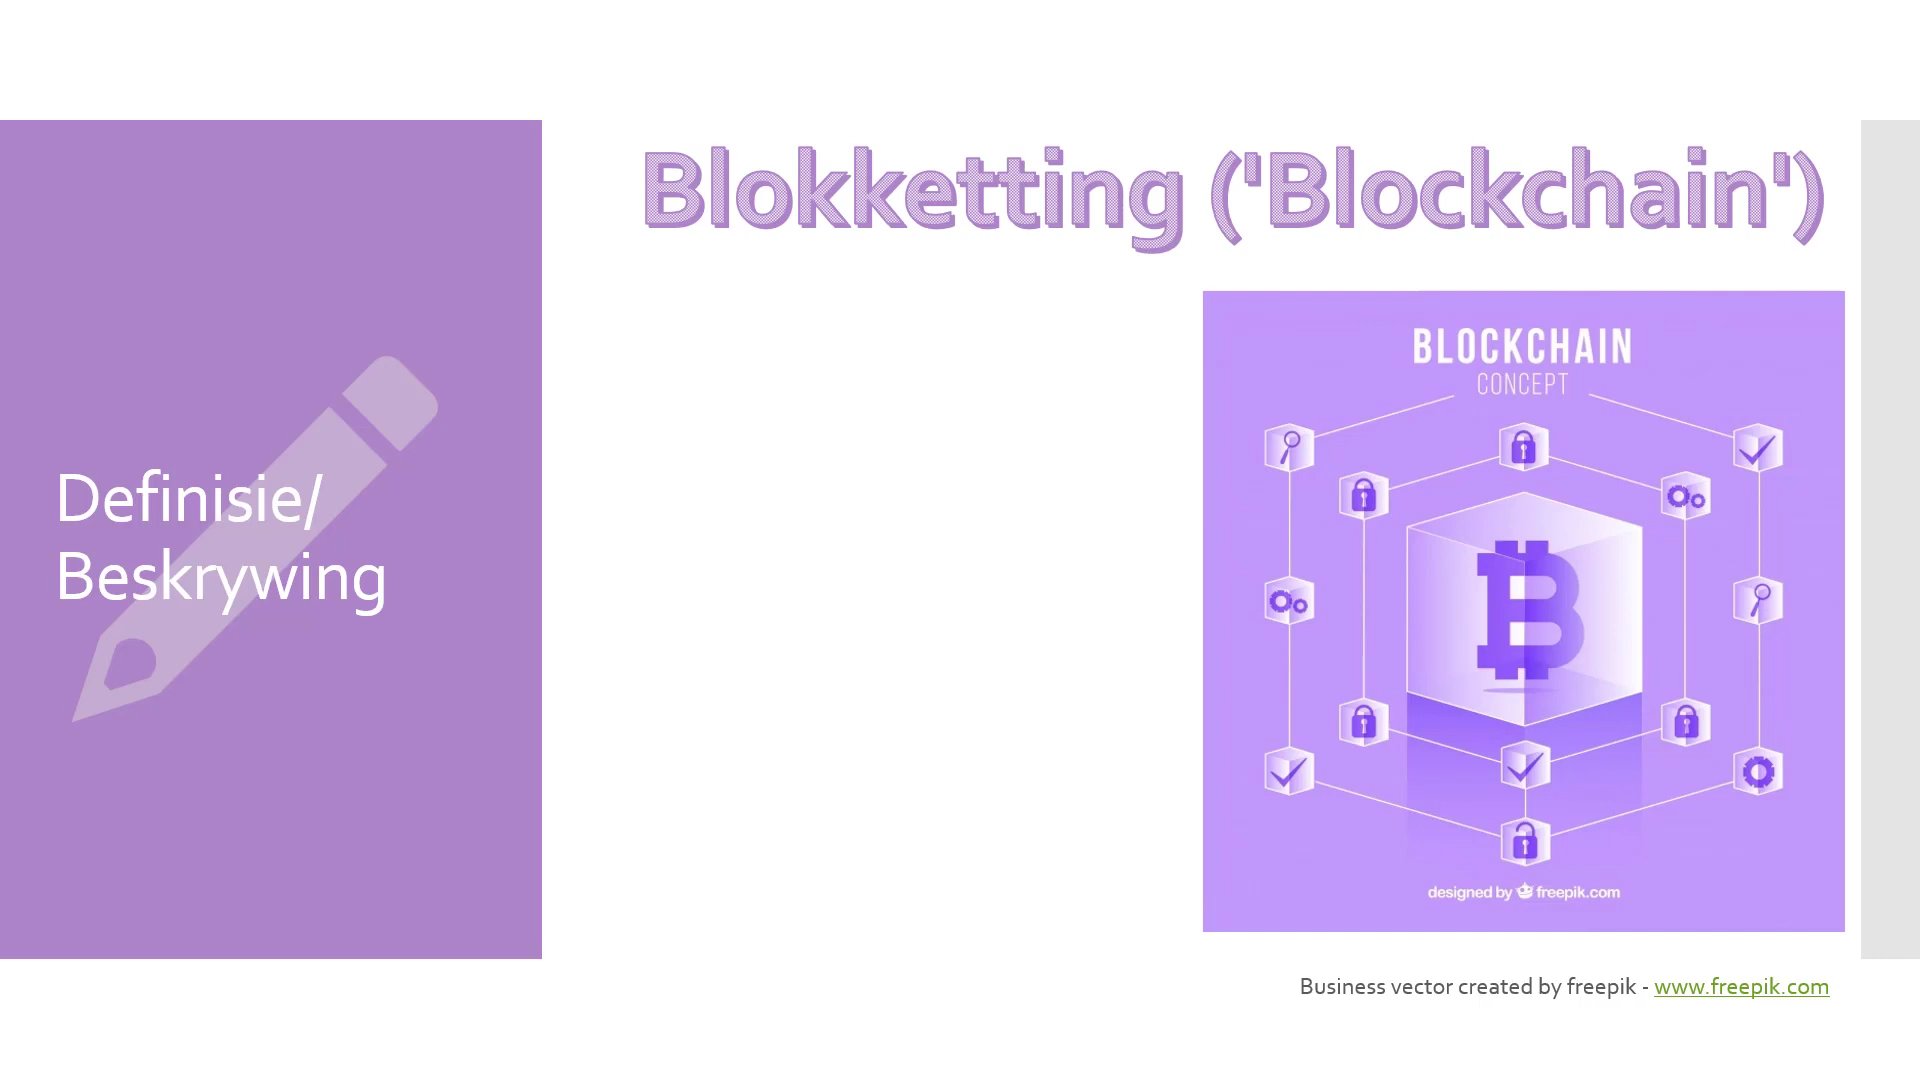 Blokketting ('Blockchain')
Definisie/
Beskrywing
BLOCKCHAIN
CONCEPT
designed by freepik.com
Business vector created by freepik - www.freepik.com